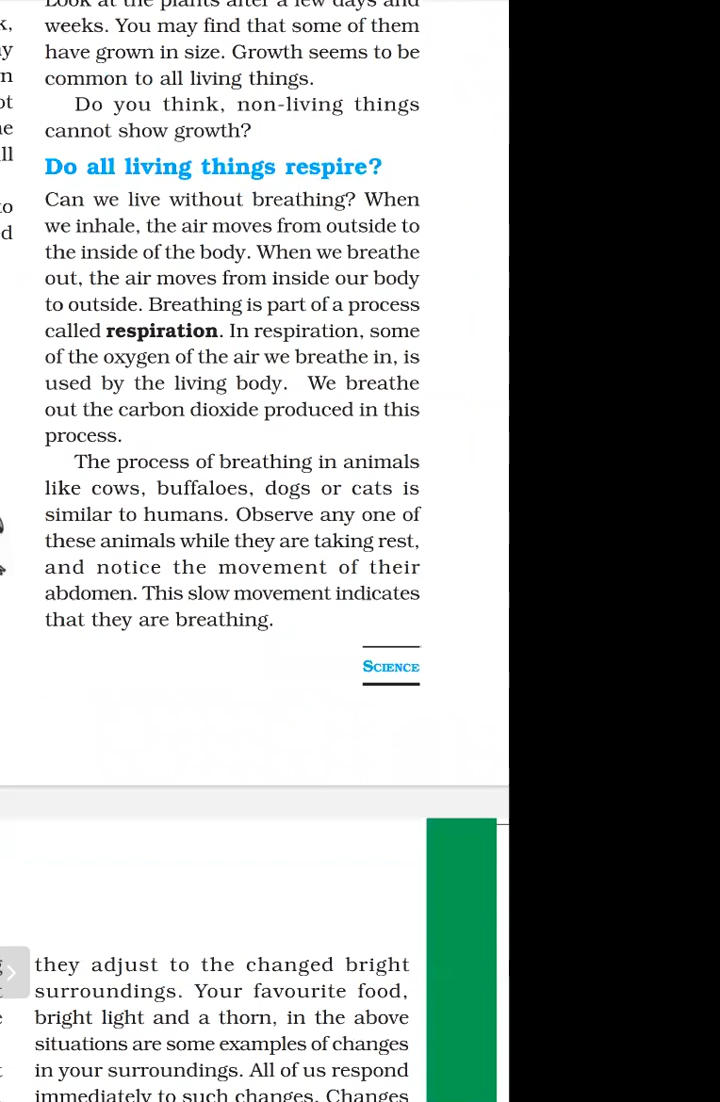 weeks. You may find that some of them
have grown in size. Growth seems to be
common to all living things.
Do you think, non-living things
cannot show growth?
Do all living things respire?
Can we live without breathing? When
we inhale, the air moves from outside to
the inside of the body. When we breathe
out, the air moves from inside our body
to outside. Breathing is part of a process
called respiration. In respiration, some
of the oxygen of the air we breathe in, is
used by the living body. We breathe
out the carbon dioxide produced in this
process.
The process of breathing in animals
like cows, buffaloes, dogs or cats is
similar to humans. Observe any one of
these animals while they are taking rest,
and notice the movement of their
abdomen. This slow movement indicates
that they are breathing.
SCIENCE
they adjust to the changed bright
surroundings. Your favourite food,
bright light and a thorn, in the above
situations are some examples of changes
in your surroundings. All of us respond
immediately to such changes. Changes